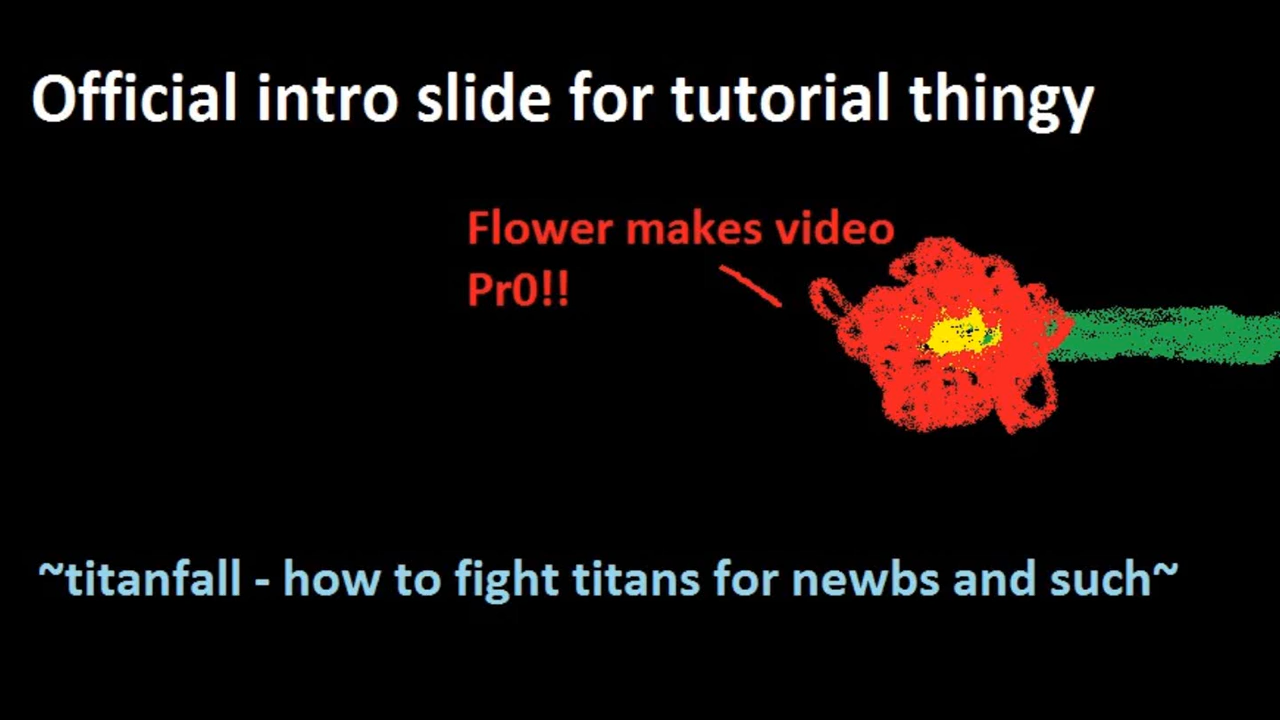 Official intro slide for tutorial thingy
Flower makes video
Pr0!!
~titanfall - how to fight titans for newbs and such~